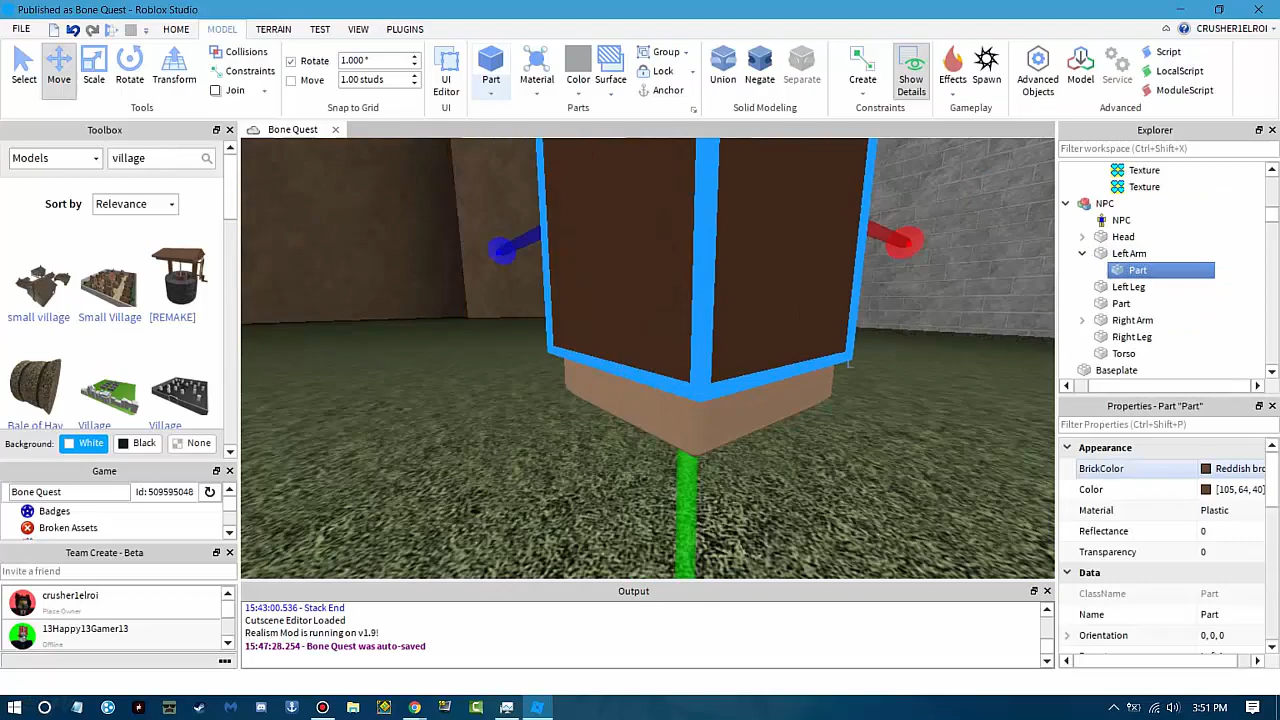 Published as Bone Quest - Roblox Studio
FILE HOME MODEL TERRAIN TEST VIEW PLUGINS CRUSHER1ELROI
Select Move Scale Rotate Transform
Collisions
Constraints
Join
Tools
Rotate 1.000 °
Move 1.00 studs
Snap to Grid
UI Editor
UI
Part Material Color Surface
Group
Lock
Anchor
Parts
Union Negate Separate
Solid Modeling
Create Show Details
Constraints
Effects Spawn
Gameplay
Advanced Objects Model Service
Script
LocalScript
ModuleScript
Advanced
Toolbox
Models village
Sort by Relevance
small village Small Village [REMAKE]
Bale of Hay Village Village
Background: White Black None
Game
Bone Quest Id: 509595048
Badges
Broken Assets
Team Create - Beta
Invite a friend
crusher1elroi
Place Owner
13Happy13Gamer13
Offline
Bone Quest
Output
15:43:00.536 - Stack End
Cutscene Editor Loaded
Realism Mod is running on v1.9!
15:47:28.254 - Bone Quest was auto-saved
Explorer
Filter workspace (Ctrl+Shift+X)
Texture
Texture
NPC
NPC
Head
Left Arm
Part
Left Leg
Part
Right Arm
Right Leg
Torso
Baseplate
Properties - Part "Part"
Filter Properties (Ctrl+Shift+P)
Appearance
BrickColor Reddish bro
Color [105, 64, 40]
Material Plastic
Reflectance 0
Transparency 0
Data
ClassName Part
Name Part
Orientation 0, 0, 0
3:51 PM